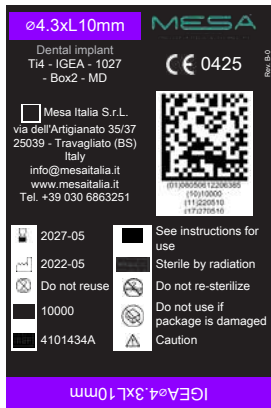 ⌀4.3xL10mm
MESA
Dental implant
Ti4 - IGEA - 1027
- Box2 - MD
CE 0425
Rev. B-0
Mesa Italia S.r.L.
via dell'Artigianato 35/37
25039 - Travagliato (BS)
Italy
info@mesaitalia.it
www.mesaitalia.it
Tel. +39 030 6863251
(01)08050612206385
(10)10000
(11)220510
(17)270510
2027-05
See instructions for
use
2022-05
Sterile by radiation
Do not reuse
Do not re-sterilize
10000
Do not use if
package is damaged
4101434A
Caution
IGEA⌀4.3xL10mm